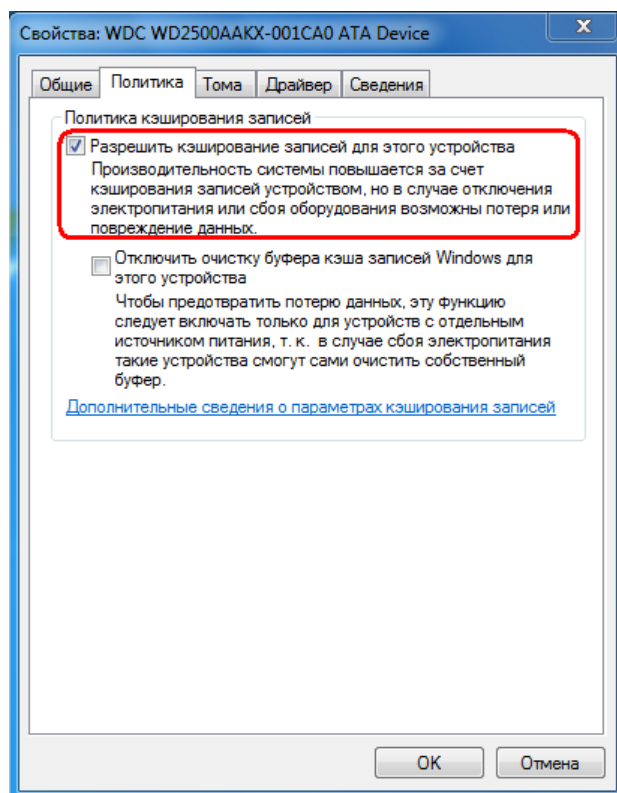 Свойства: WDC WD2500AAKX-001CA0 ATA Device
Общие Политика Тома Драйвер Сведения
Политика кэширования записей
Разрешить кэширование записей для этого устройства
Производительность системы повышается за счет
кэширования записей устройством, но в случае отключения
электропитания или сбоя оборудования возможны потеря или
повреждение данных.
Отключить очистку буфера кэша записей Windows для
этого устройства
Чтобы предотвратить потерю данных, эту функцию
следует включать только для устройств с отдельным
источником питания, т. к. в случае сбоя электропитания
такие устройства смогут сами очистить собственный
буфер.
Дополнительные сведения о параметрах кэширования записей
OK Отмена